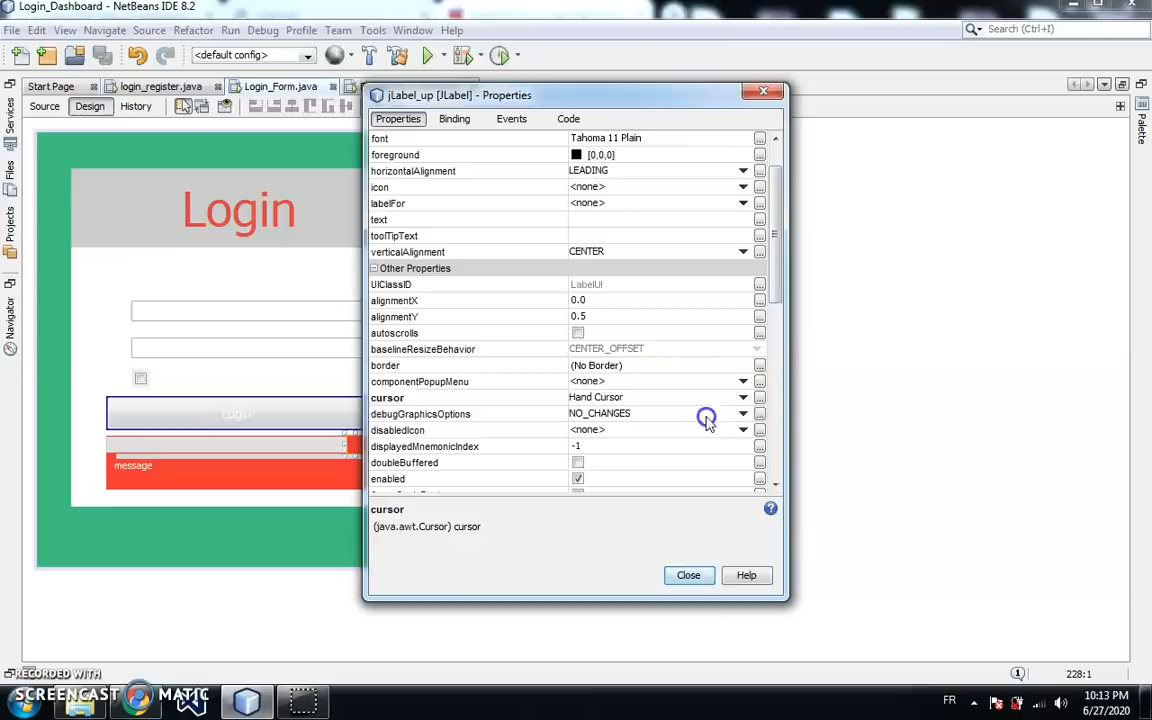 Login_Dashboard - NetBeans IDE 8.2
File Edit View Navigate Source Refactor Run Debug Profile Team Tools Window Help
Search (Ctrl+I)
<default config>
Start Page login_register.java Login_Form.java
Source Design History
Services
Files
Projects
Navigator
Palette
Login
Login
message
jLabel_up [JLabel] - Properties
Properties Binding Events Code
font Tahoma 11 Plain
foreground [0,0,0]
horizontalAlignment LEADING
icon <none>
labelFor <none>
text
toolTipText
verticalAlignment CENTER
Other Properties
UIClassID LabelUI
alignmentX 0.0
alignmentY 0.5
autoscrolls
baselineResizeBehavior CENTER_OFFSET
border (No Border)
componentPopupMenu <none>
cursor Hand Cursor
debugGraphicsOptions NO_CHANGES
disabledIcon <none>
displayedMnemonicIndex -1
doubleBuffered
enabled
cursor
(java.awt.Cursor) cursor
Close Help
228:1
RECORDED WITH
SCREENCAST MATIC
FR
10:13 PM
6/27/2020